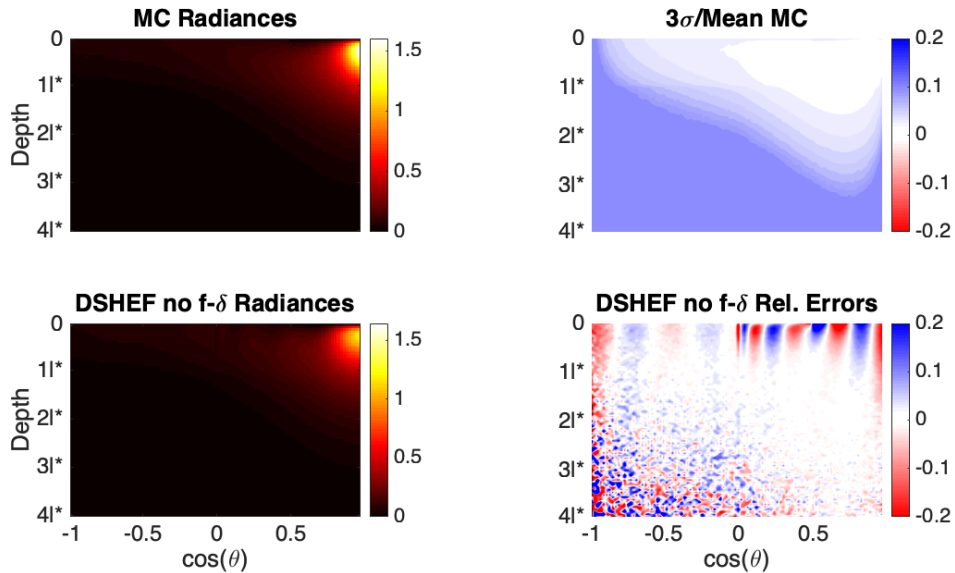 MC Radiances
3σ/Mean MC
0
1l*
2l*
3l*
4l*
Depth
1.5
1
0.5
0
0
1l*
2l*
3l*
4l*
0.2
0.1
0
-0.1
-0.2
DSHEF no f-δ Radiances
DSHEF no f-δ Rel. Errors
0
1l*
2l*
3l*
4l*
Depth
-1 -0.5 0 0.5
cos(θ)
1.5
1
0.5
0
0
1l*
2l*
3l*
4l*
-1 -0.5 0 0.5
cos(θ)
0.2
0.1
0
-0.1
-0.2